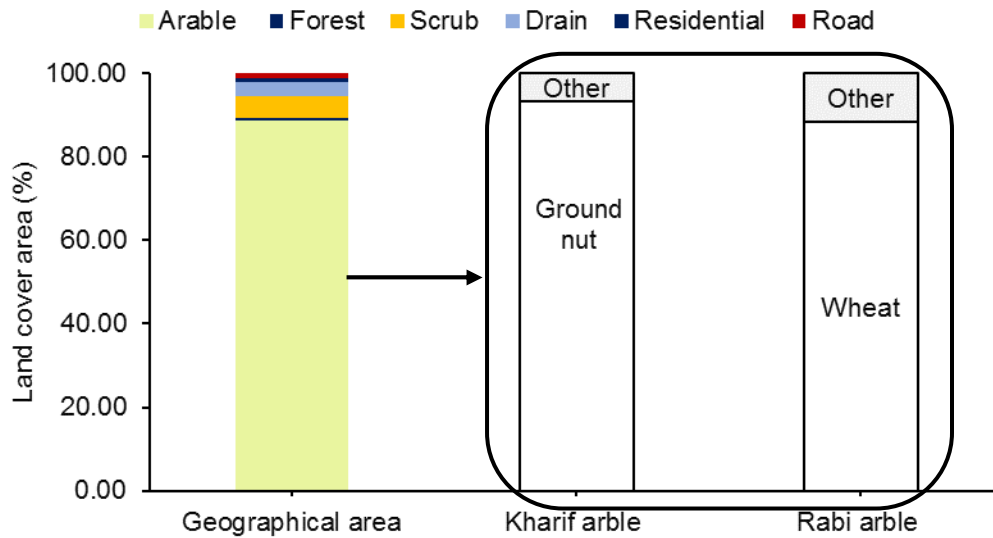 Arable Forest Scrub Drain Residential Road
100.00
80.00
60.00
40.00
20.00
0.00
Land cover area (%)
Other
Ground
nut
Other
Wheat
Geographical area Kharif arble Rabi arble